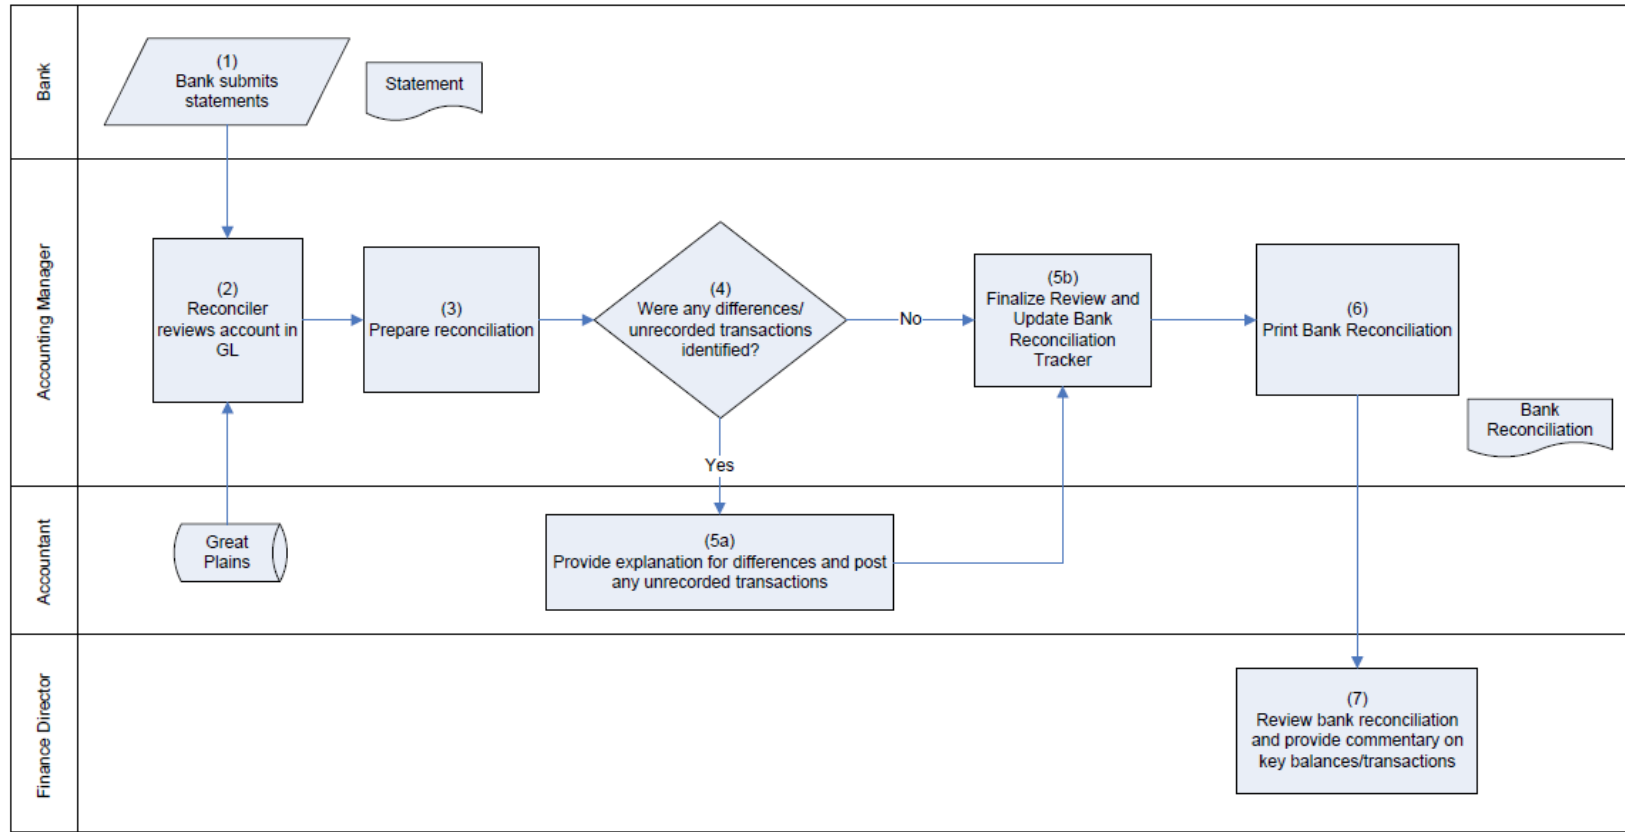 Bank
(1)
Bank submits
statements
Statement
Accounting Manager
(2)
Reconciler
reviews account in
GL
(3)
Prepare reconciliation
(4)
Were any differences/
unrecorded transactions
identified?
No
Yes
(5b)
Finalize Review and
Update Bank
Reconciliation
Tracker
(6)
Print Bank Reconciliation
Bank
Reconciliation
Accountant
Great
Plains
(5a)
Provide explanation for differences and post
any unrecorded transactions
Finance Director
(7)
Review bank reconciliation
and provide commentary on
key balances/transactions